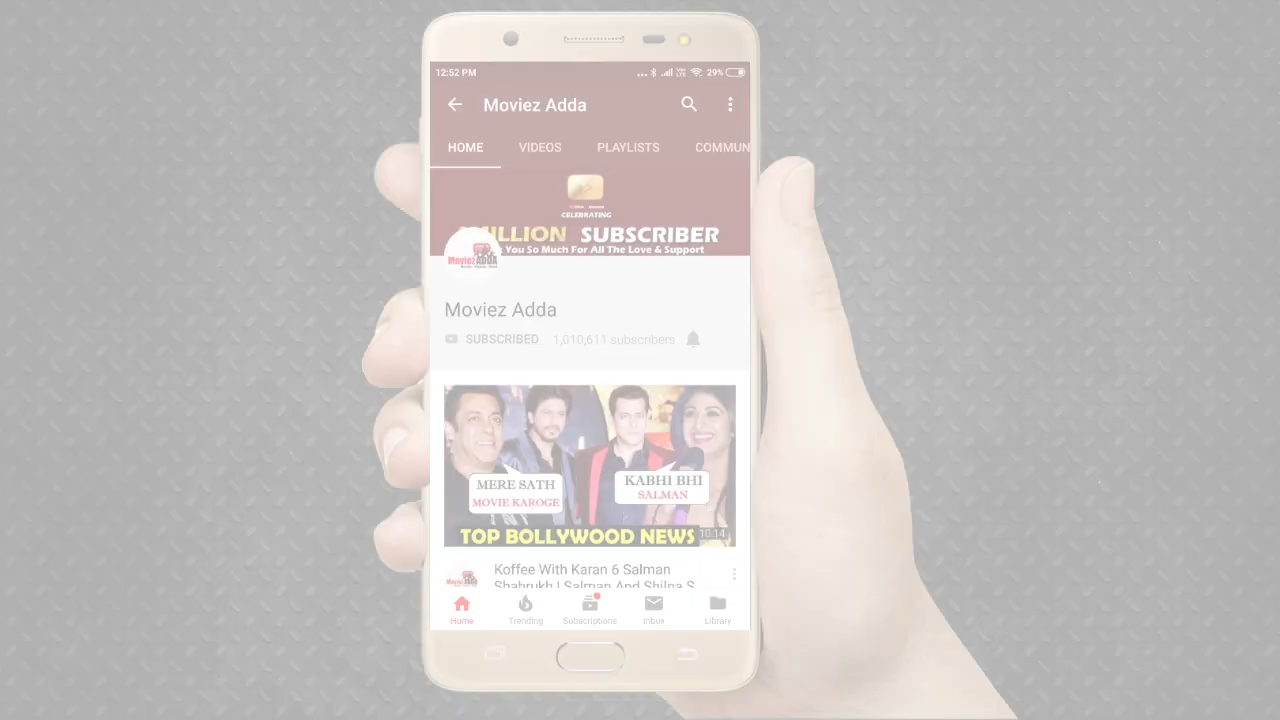 12:52 PM
29%
Moviez Adda
HOME VIDEOS PLAYLISTS COMMUN
CELEBRATING
MILLION SUBSCRIBER
You So Much For All The Love & Support
Moviez ADDA
Moviez Adda
SUBSCRIBED 1,010,611 subscribers
MERE SATH
MOVIE KAROGE
KABHI BHI
SALMAN
TOP BOLLYWOOD NEWS
10:14
Koffee With Karan 6 Salman
Shahrukh | Salman And Shilpa S
Home Trending Subscriptions Inbox Library